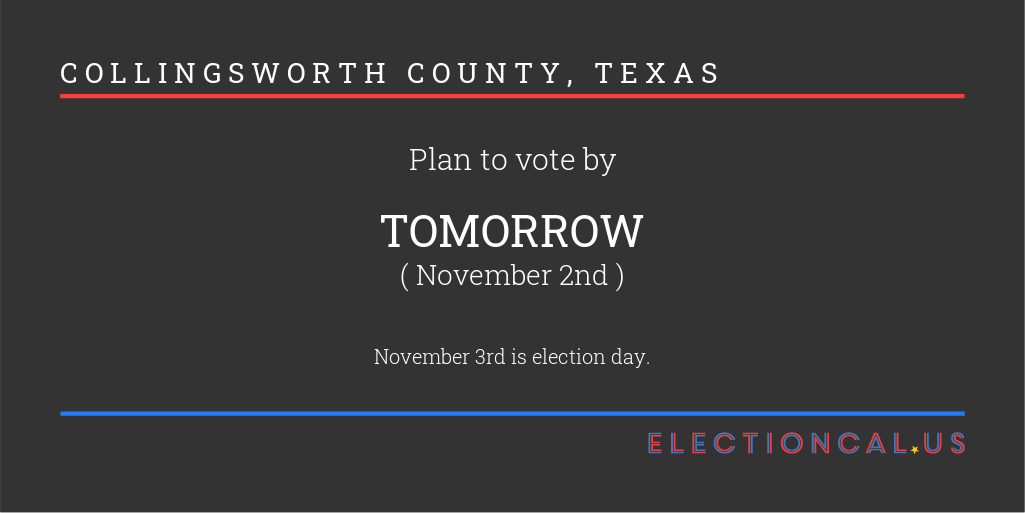 COLLINGSWORTH COUNTY, TEXAS
Plan to vote by
TOMORROW
( November 2nd )
November 3rd is election day.
ELECTIONCAL.US